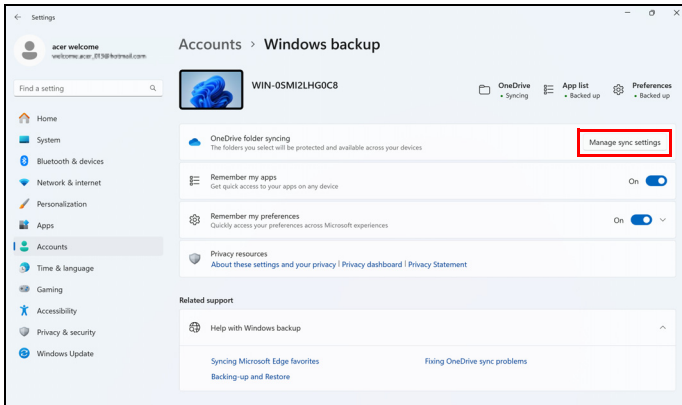 Settings
acer welcome
welcome.acer_019@hotmail.com
Find a setting
Home
System
Bluetooth & devices
Network & internet
Personalization
Apps
Accounts
Time & language
Gaming
Accessibility
Privacy & security
Windows Update
Accounts > Windows backup
WIN-0SMI2LHG0C8
OneDrive
• Syncing
App list
• Backed up
Preferences
• Backed up
OneDrive folder syncing
The folders you select will be protected and available across your devices
Manage sync settings
Remember my apps
Get quick access to your apps on any device
On
Remember my preferences
Quickly access your preferences across Microsoft experiences
On
Privacy resources
About these settings and your privacy | Privacy dashboard | Privacy Statement
Related support
Help with Windows backup
Syncing Microsoft Edge favorites
Fixing OneDrive sync problems
Backing-up and Restore